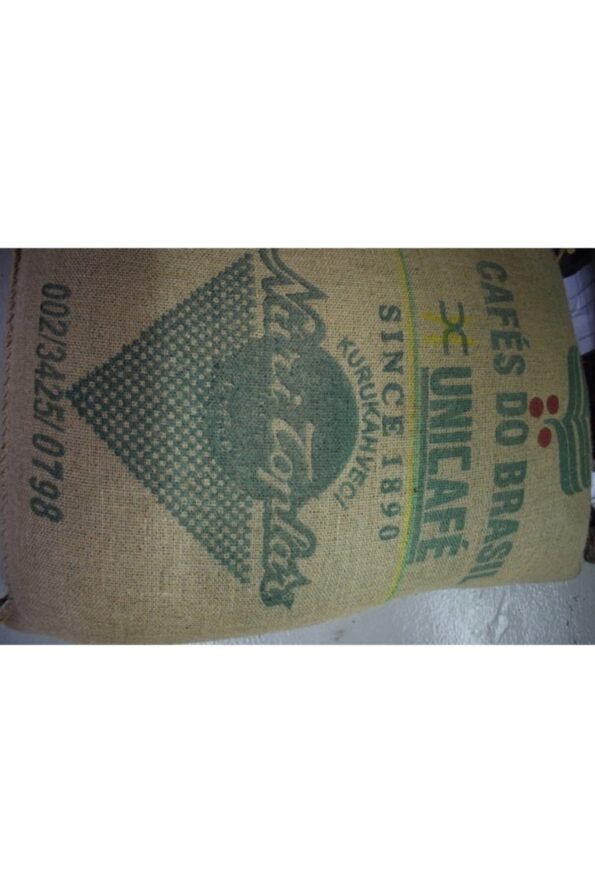 CAFÉS DO BRASIL
UNICAFÉ
SINCE 1890
KURUKAHVECI
Nuri Toplar
002/3425/0798